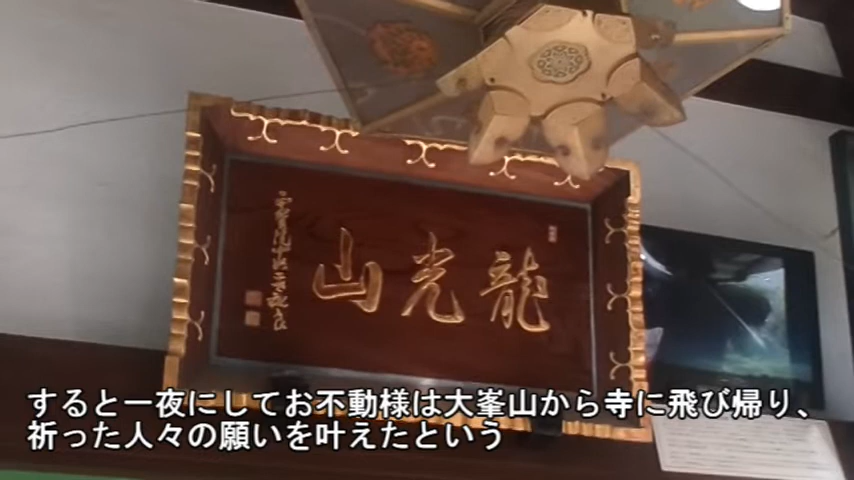 龍光山
すると一夜にしてお不動様は大峯山から寺に飛び帰り、
祈った人々の願いを叶えたという